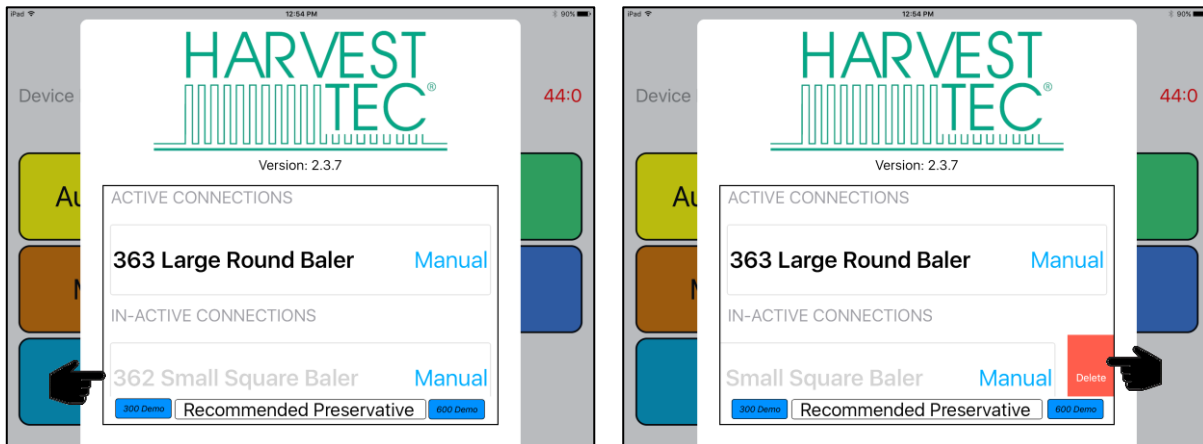 iPad 12:54 PM 90%
HARVEST
TEC®
Device 44:0
Version: 2.3.7
Au
ACTIVE CONNECTIONS
363 Large Round Baler Manual
IN-ACTIVE CONNECTIONS
362 Small Square Baler Manual
300 Demo Recommended Preservative 600 Demo
iPad 12:54 PM 90%
HARVEST
TEC®
Device 44:0
Version: 2.3.7
Au
ACTIVE CONNECTIONS
363 Large Round Baler Manual
IN-ACTIVE CONNECTIONS
Small Square Baler Manual Delete
300 Demo Recommended Preservative 600 Demo